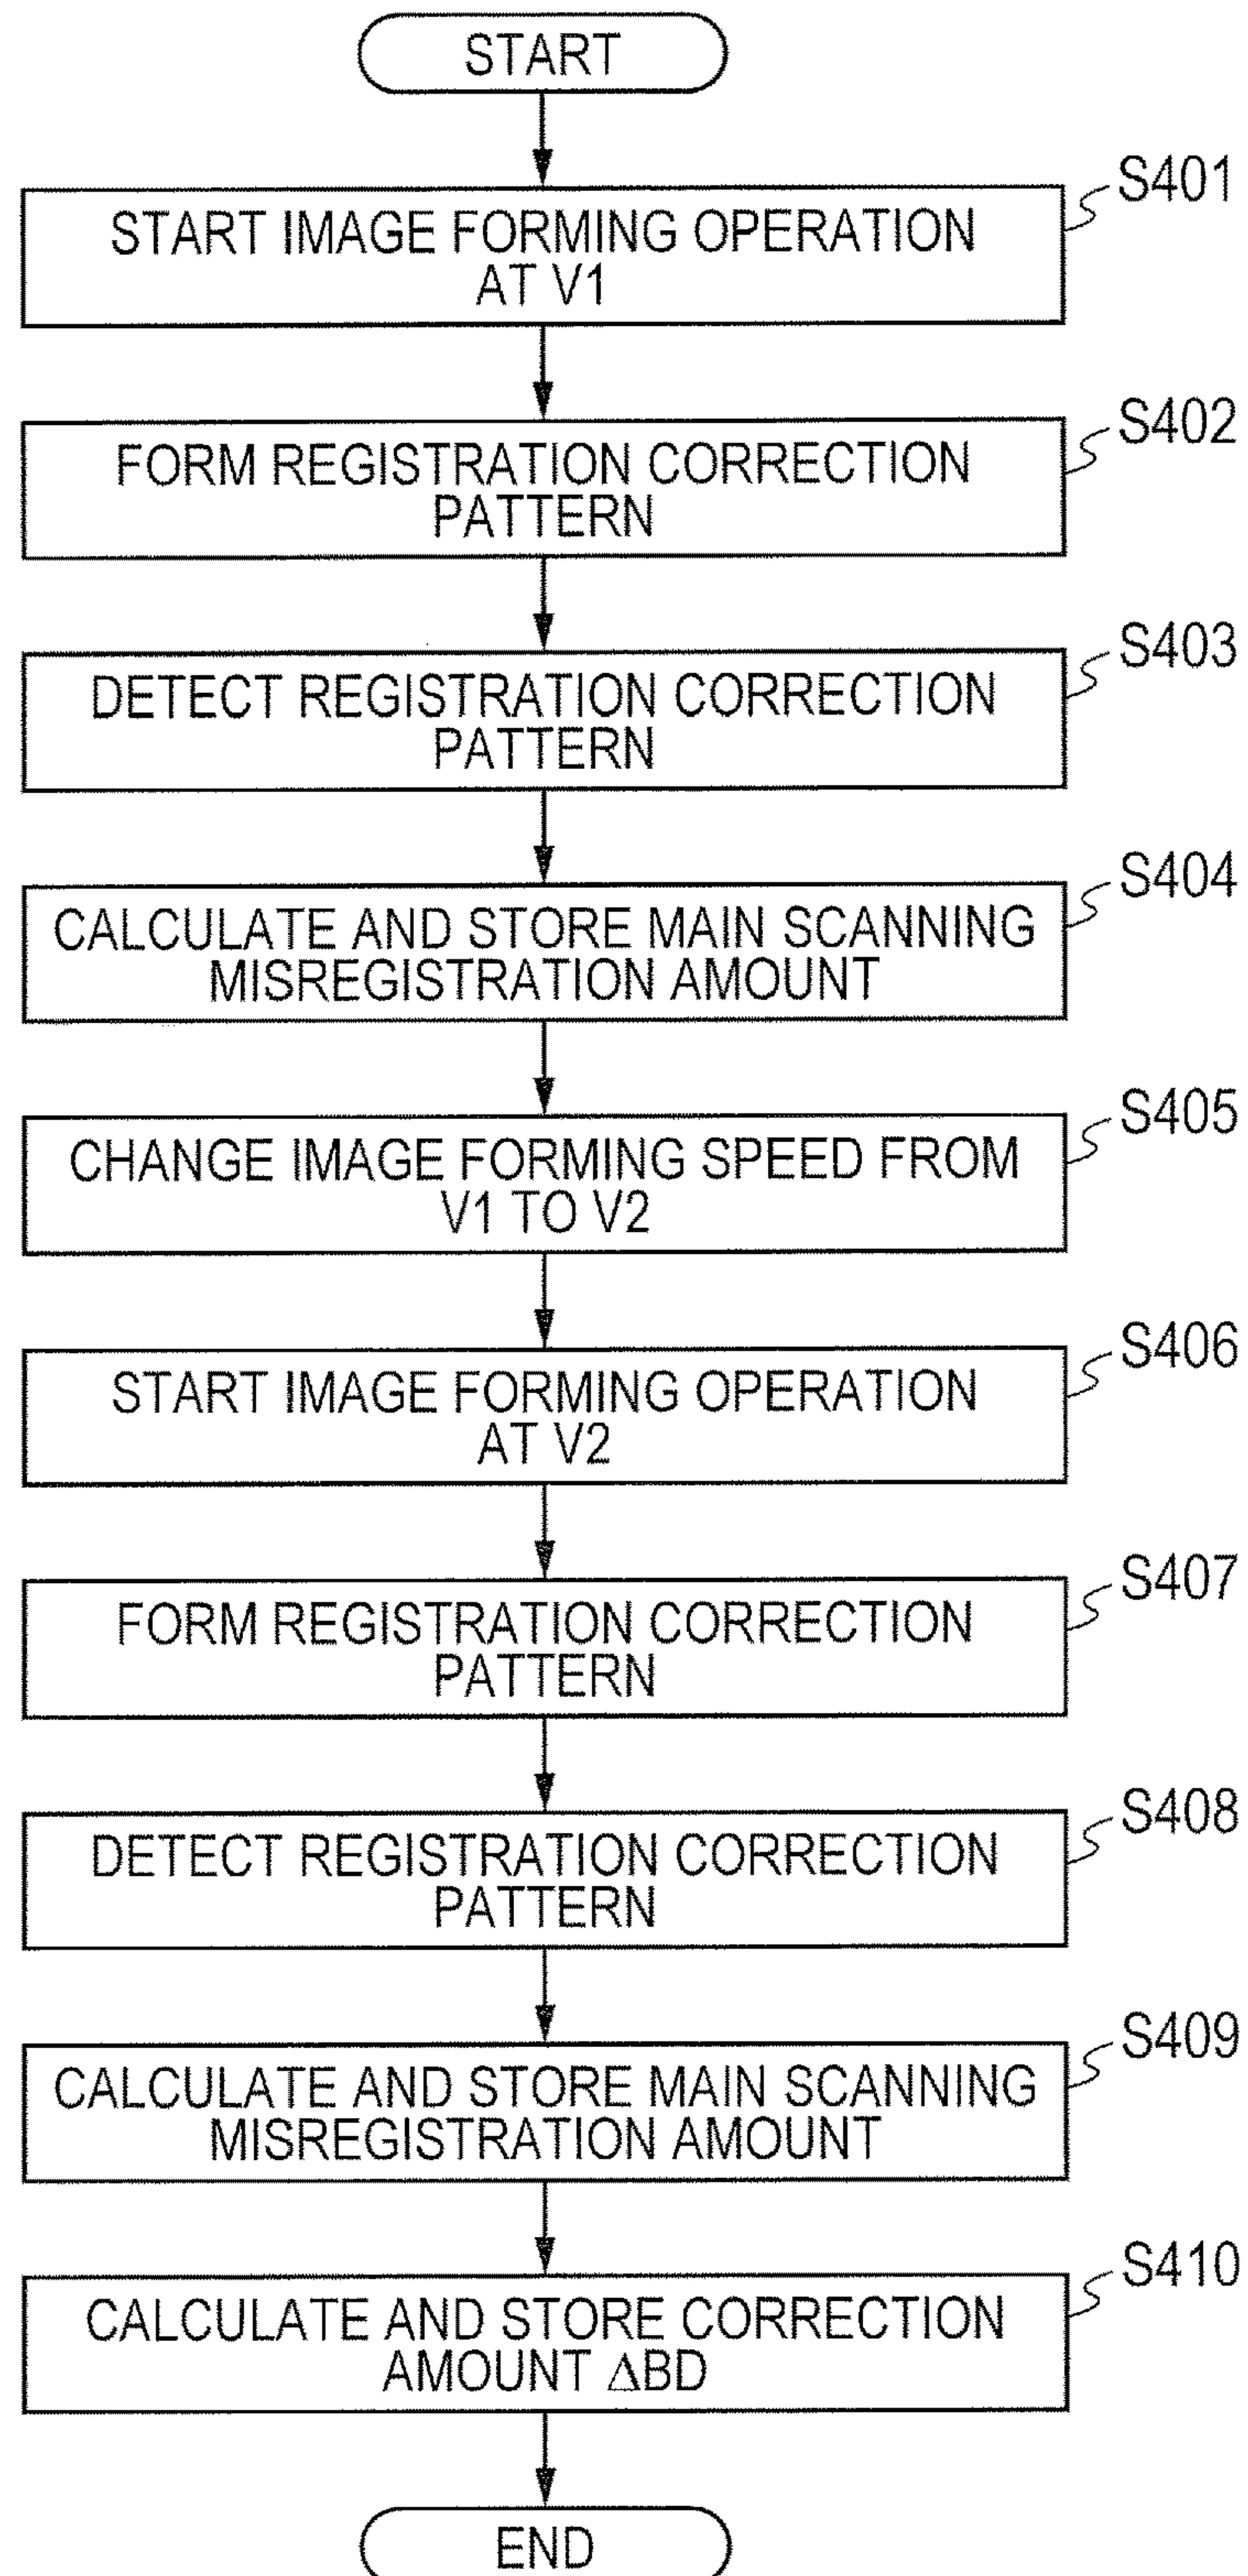 START
S401
START IMAGE FORMING OPERATION
AT V1
S402
FORM REGISTRATION CORRECTION
PATTERN
S403
DETECT REGISTRATION CORRECTION
PATTERN
S404
CALCULATE AND STORE MAIN SCANNING
MISREGISTRATION AMOUNT
S405
CHANGE IMAGE FORMING SPEED FROM
V1 TO V2
S406
START IMAGE FORMING OPERATION
AT V2
S407
FORM REGISTRATION CORRECTION
PATTERN
S408
DETECT REGISTRATION CORRECTION
PATTERN
S409
CALCULATE AND STORE MAIN SCANNING
MISREGISTRATION AMOUNT
S410
CALCULATE AND STORE CORRECTION
AMOUNT ΔBD
END